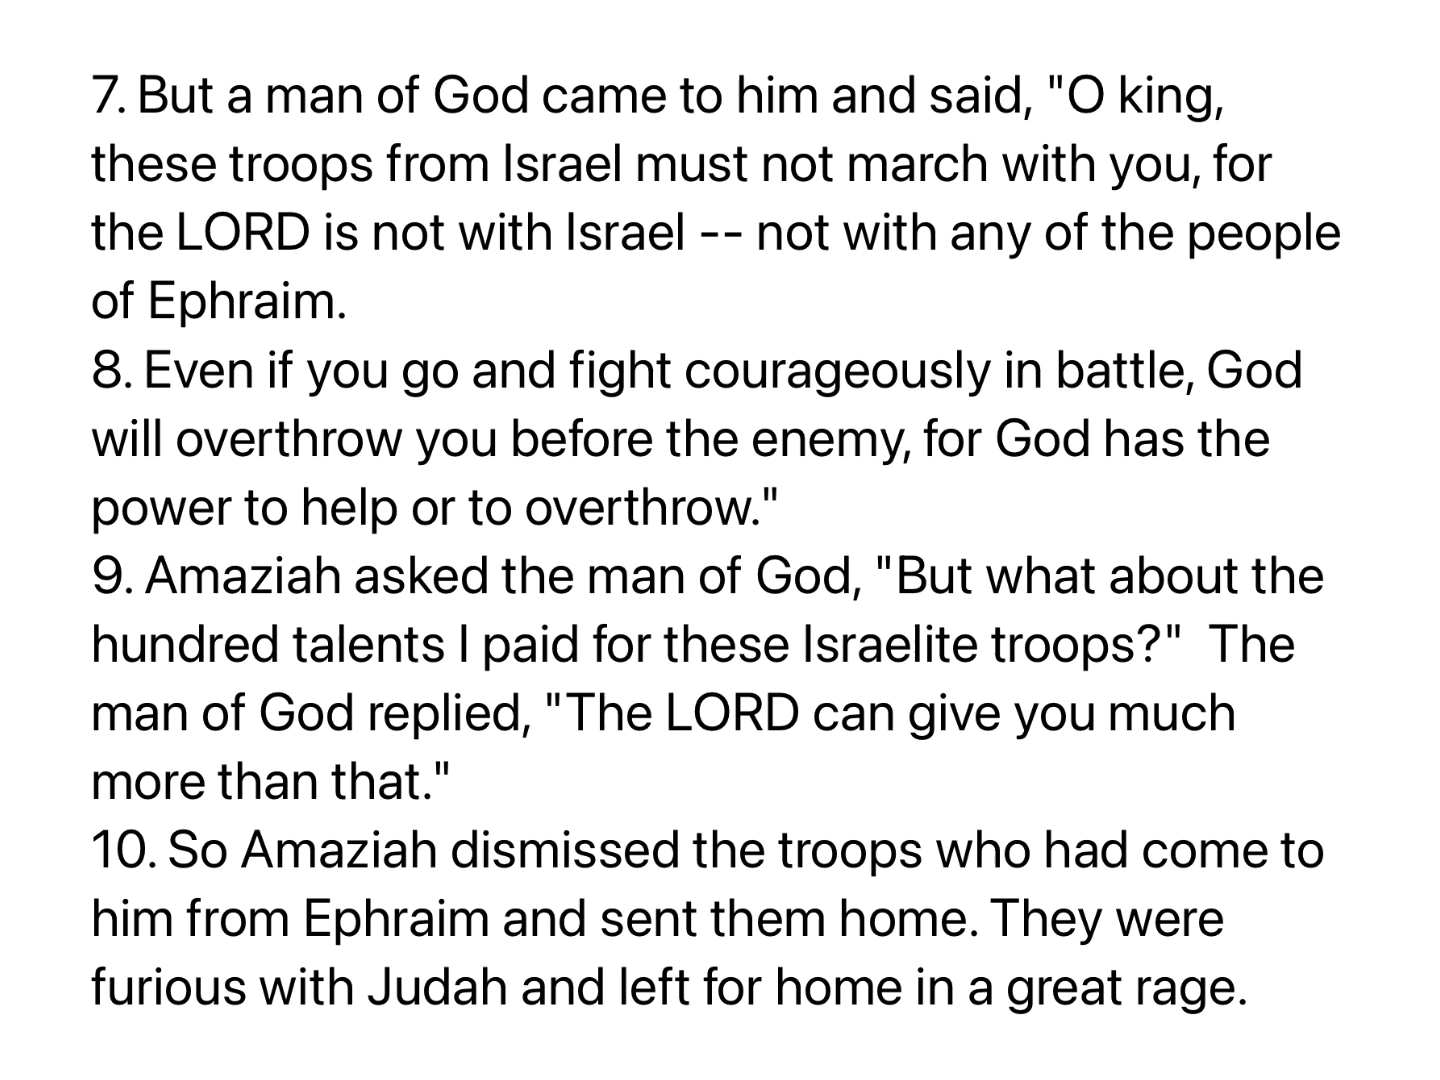 7. But a man of God came to him and said, "O king,
these troops from Israel must not march with you, for
the LORD is not with Israel -- not with any of the people
of Ephraim.
8. Even if you go and fight courageously in battle, God
will overthrow you before the enemy, for God has the
power to help or to overthrow."
9. Amaziah asked the man of God, "But what about the
hundred talents I paid for these Israelite troops?"  The
man of God replied, "The LORD can give you much
more than that."
10. So Amaziah dismissed the troops who had come to
him from Ephraim and sent them home. They were
furious with Judah and left for home in a great rage.